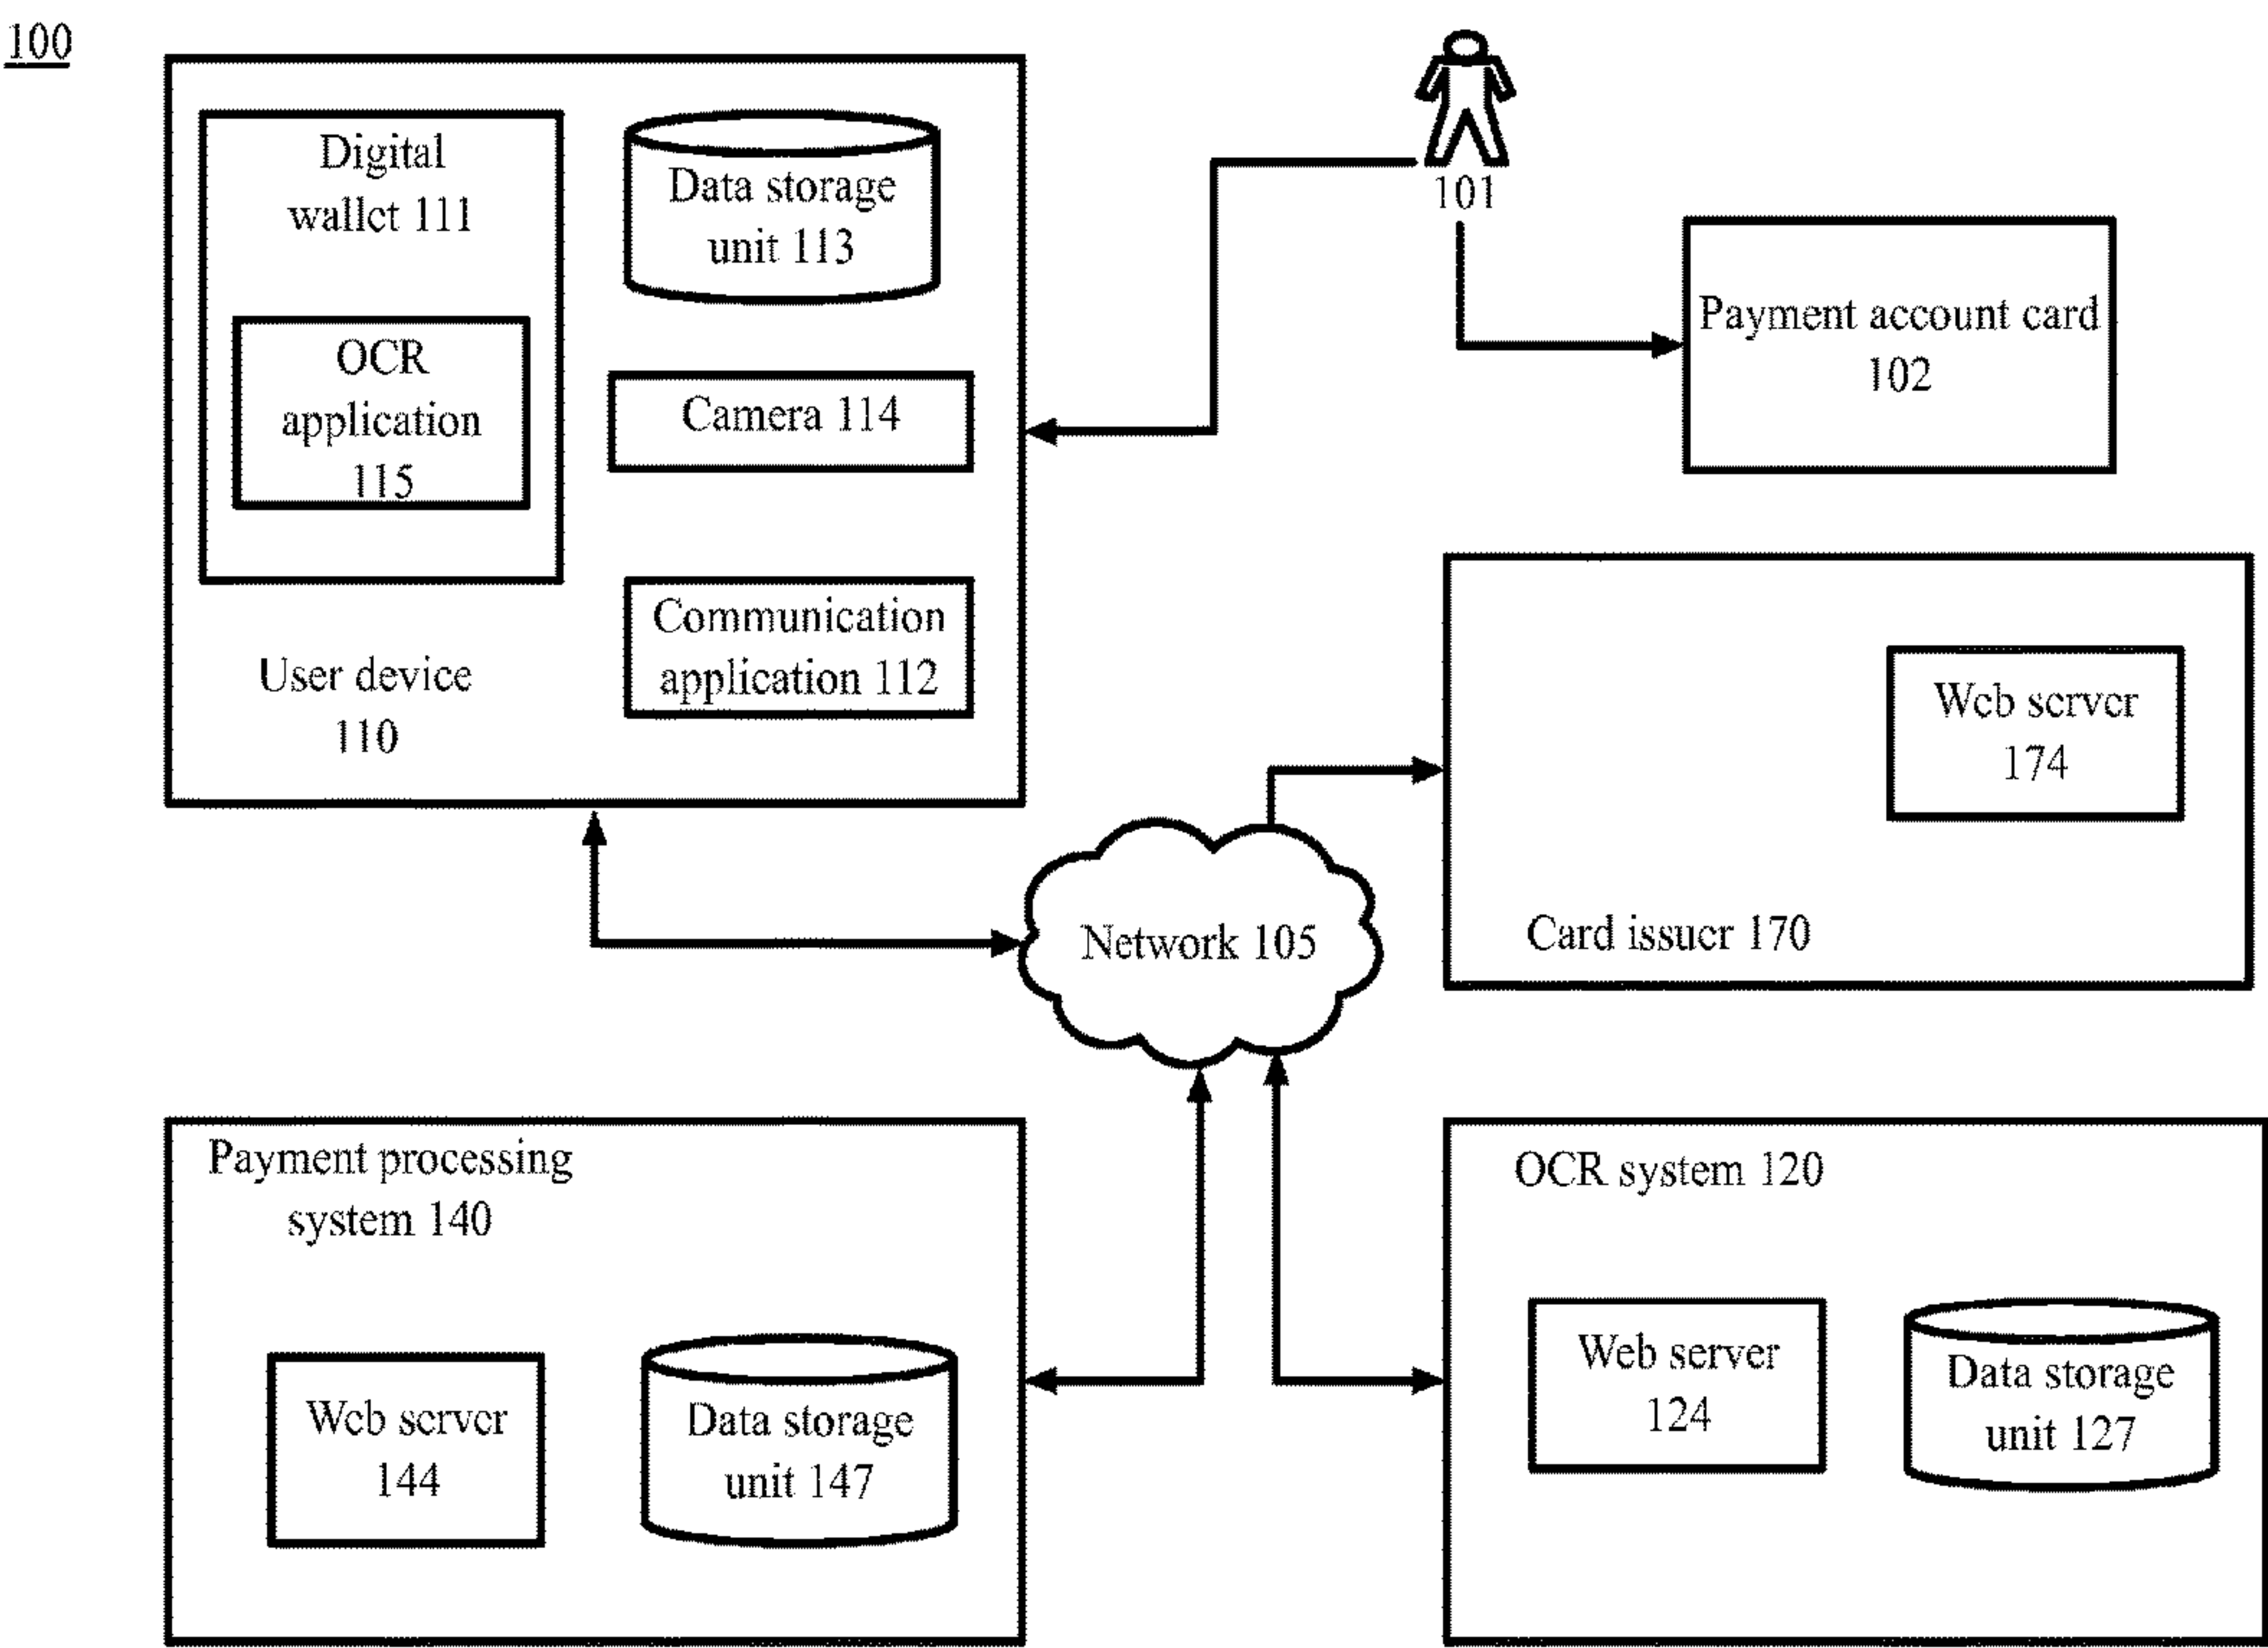 100
Digital
wallet 111
OCR
application
115
Data storage
unit 113
Camera 114
Communication
application 112
User device
110
101
Payment account card
102
Web server
174
Card issuer 170
Network 105
Payment processing
system 140
Web server
144
Data storage
unit 147
OCR system 120
Web server
124
Data storage
unit 127